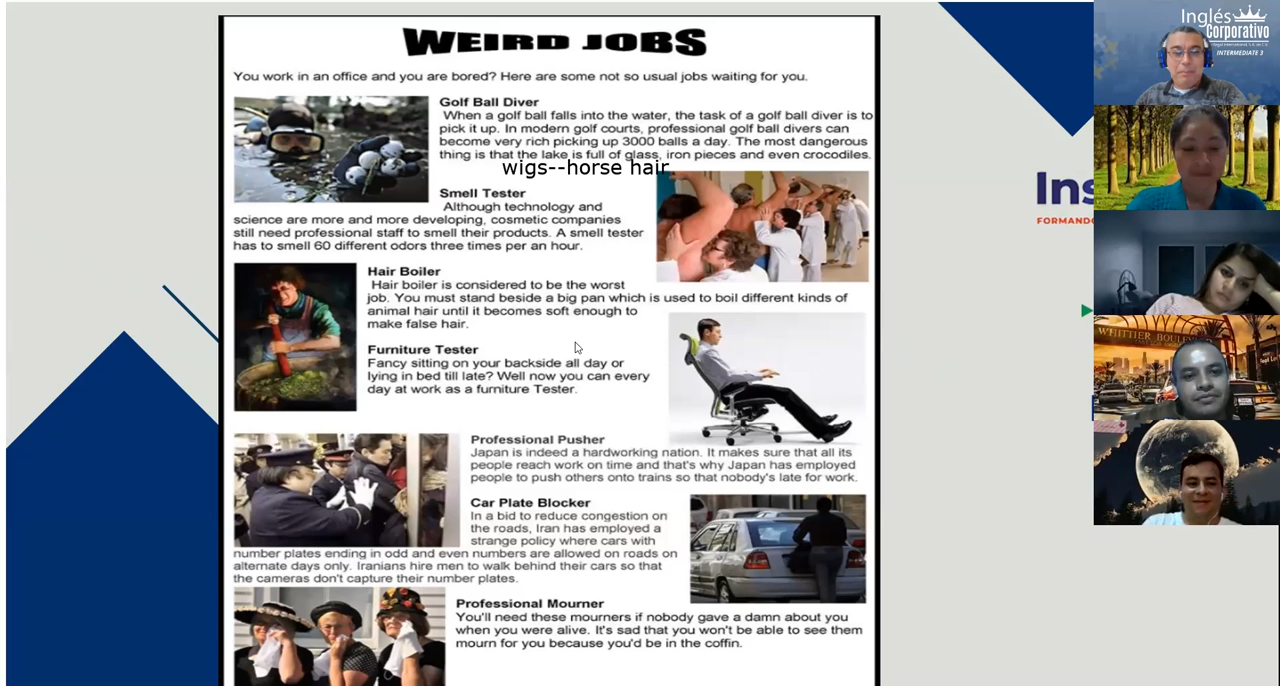 WEIRD JOBS
You work in an office and you are bored? Here are some not so usual jobs waiting for you.
Golf Ball Diver
When a golf ball falls into the water, the task of a golf ball diver is to
pick it up. In modern golf courts, professional golf ball divers can
become very rich picking up 3000 balls a day. The most dangerous
thing is that the lake is full of glass, iron pieces and even crocodiles.
wigs--horse hair
Smell Tester
Although technology and
science are more and more developing, cosmetic companies
still need professional staff to smell their products. A smell tester
has to smell 60 different odors three times per an hour.
Hair Boiler
Hair boiler is considered to be the worst
job. You must stand beside a big pan which is used to boil different kinds of
animal hair until it becomes soft enough to
make false hair.
Furniture Tester
Fancy sitting on your backside all day or
lying in bed till late? Well now you can every
day at work as a furniture Tester.
Professional Pusher
Japan is indeed a hardworking nation. It makes sure that all its
people reach work on time and that's why Japan has employed
people to push others onto trains so that nobody's late for work.
Car Plate Blocker
In a bid to reduce congestion on
the roads, Iran has employed a
strange policy where cars with
number plates ending in odd and even numbers are allowed on roads on
alternate days only. Iranians hire men to walk behind their cars so that
the cameras don't capture their number plates.
Professional Mourner
You'll need these mourners if nobody gave a damn about you
when you were alive. It's sad that you won't be able to see them
mourn for you because you'd be in the coffin.
Ins
FORMANDO
Inglés
Corporativo
INTERMEDIATE 3
WHITTIER BOULEV